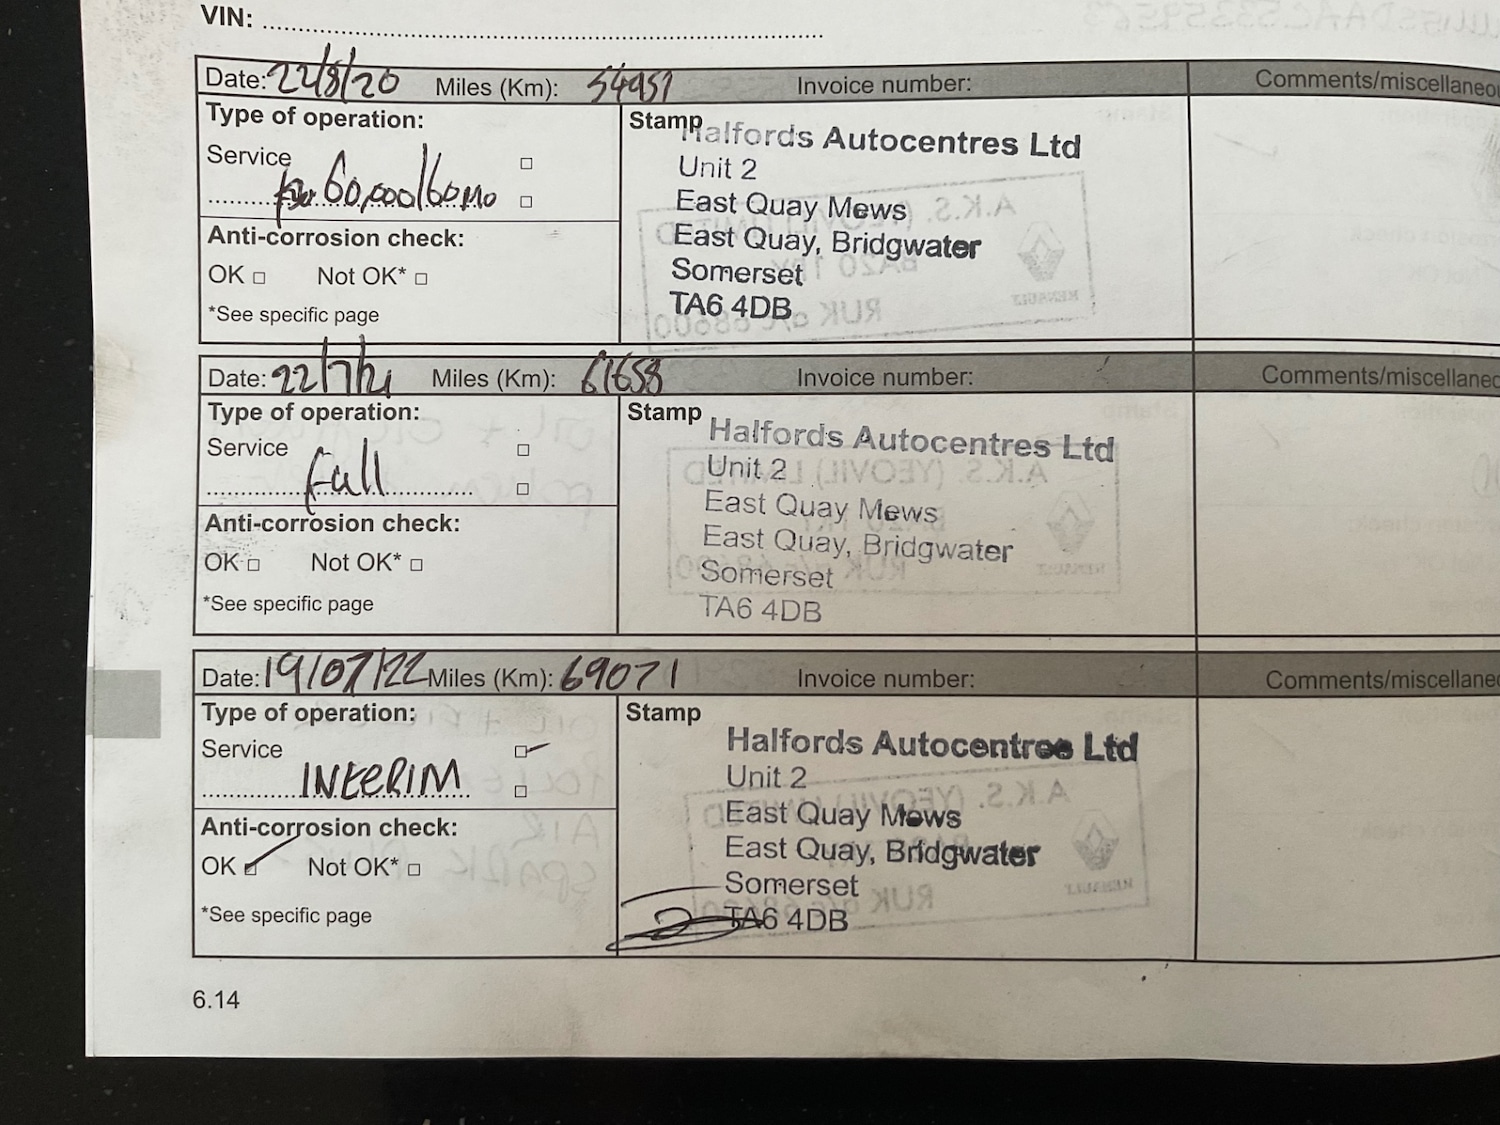 VIN:
Date: 22/8/20 Miles (Km): 54957 Invoice number: Comments/miscellaneou
Type of operation:
Stamp
Halfords Autocentres Ltd
Unit 2
East Quay Mews
East Quay, Bridgwater
Somerset
TA6 4DB
Service
60,000/60mo
Anti-corrosion check:
OK Not OK*
*See specific page
Date: 22/7/21 Miles (Km): 61658 Invoice number: Comments/miscellaneo
Type of operation:
Stamp
Halfords Autocentres Ltd
Unit 2
East Quay Mews
East Quay, Bridgwater
Somerset
TA6 4DB
Service
full
Anti-corrosion check:
OK Not OK*
*See specific page
Date: 19/07/22 Miles (Km): 69071 Invoice number: Comments/miscellaneo
Type of operation:
Stamp
Halfords Autocentres Ltd
Unit 2
East Quay Mews
East Quay, Bridgwater
Somerset
TA6 4DB
Service
INTERIM
Anti-corrosion check:
OK Not OK*
*See specific page
6.14